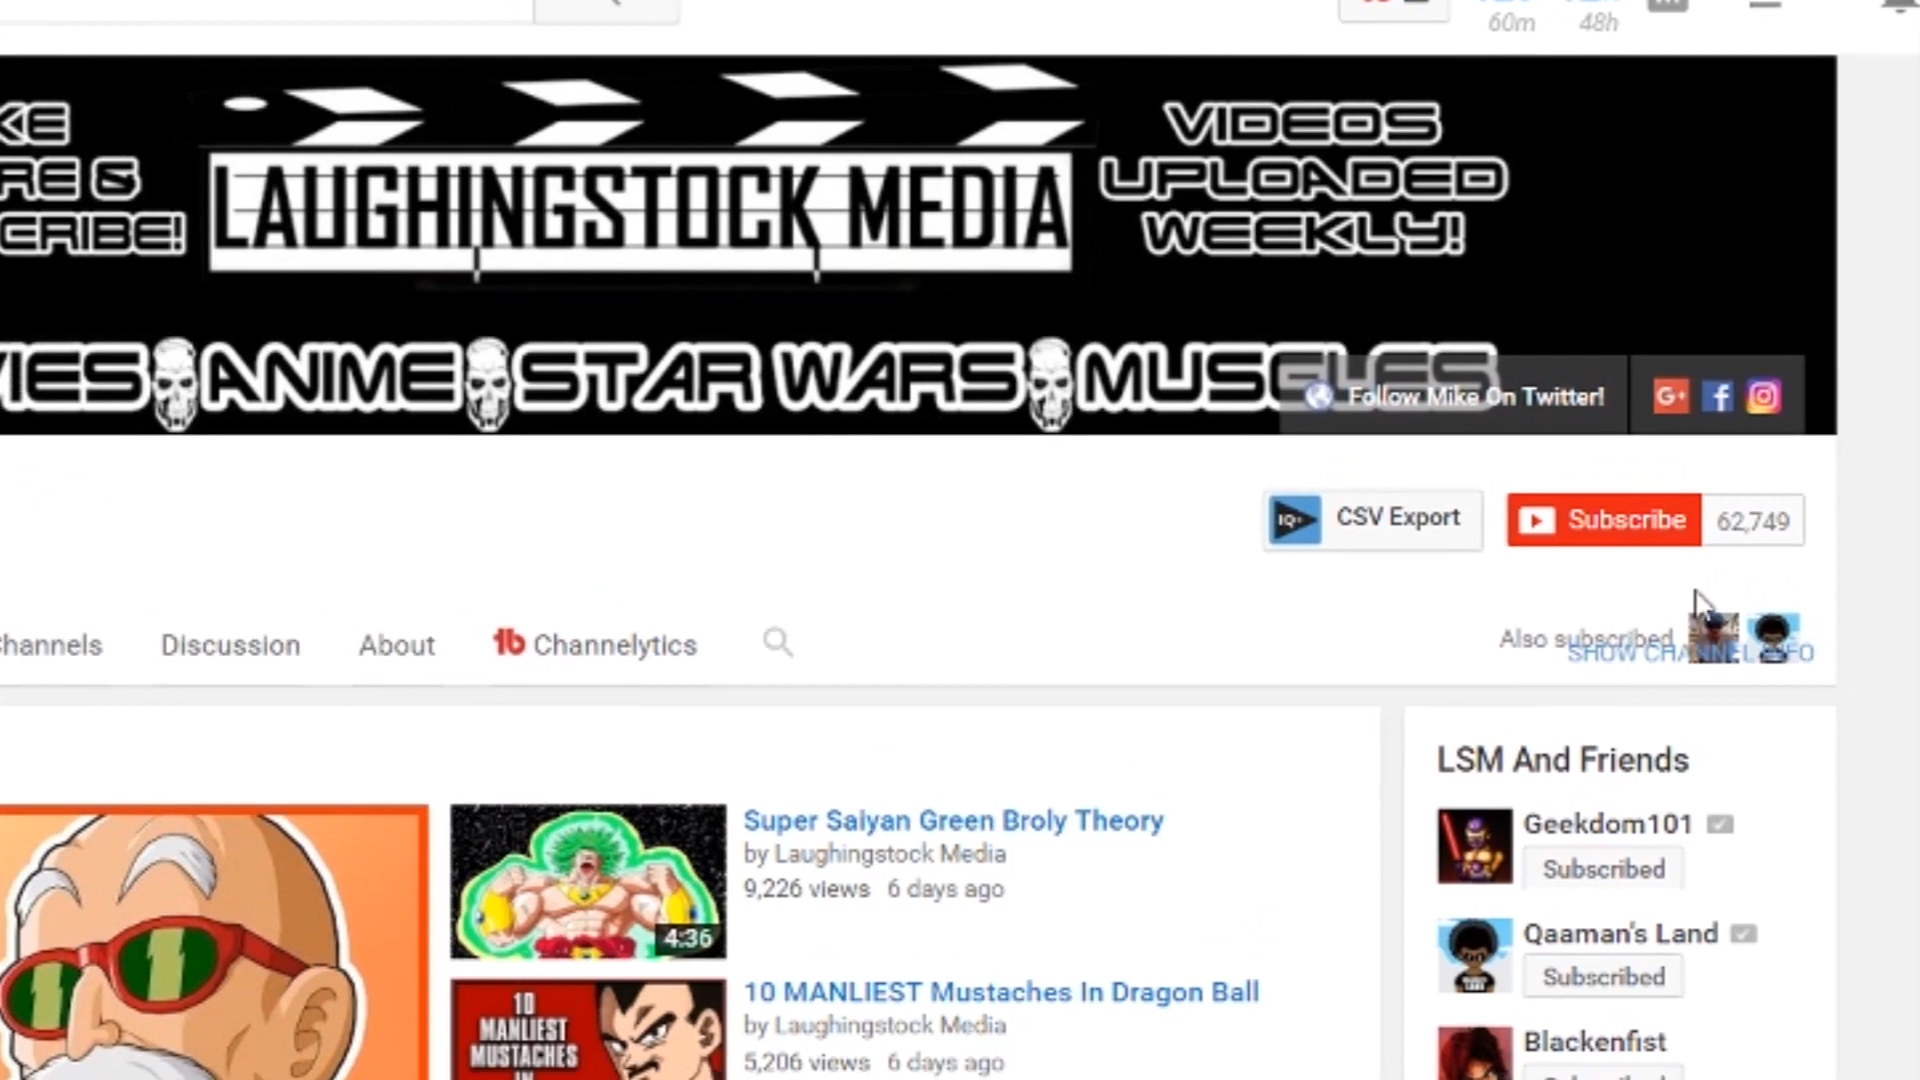 60m 48h
KE
RE &
CRIBE!
LAUGHINGSTOCK MEDIA
VIDEOS
UPLOADED
WEEKLY!
IES ANIME STAR WARS MUSCLES
Follow Mike On Twitter!
G+ f
IQ+ CSV Export
Subscribe 62,749
hannels Discussion About tb Channelytics
Also subscribed
SHOW CHANNEL INFO
LSM And Friends
Super Saiyan Green Broly Theory
by Laughingstock Media
9,226 views 6 days ago
4:36
Geekdom101
Subscribed
Qaaman's Land
Subscribed
10 MANLIEST Mustaches In Dragon Ball
by Laughingstock Media
5,206 views 6 days ago
10
MANLIEST
MUSTACHES
IN
Blackenfist